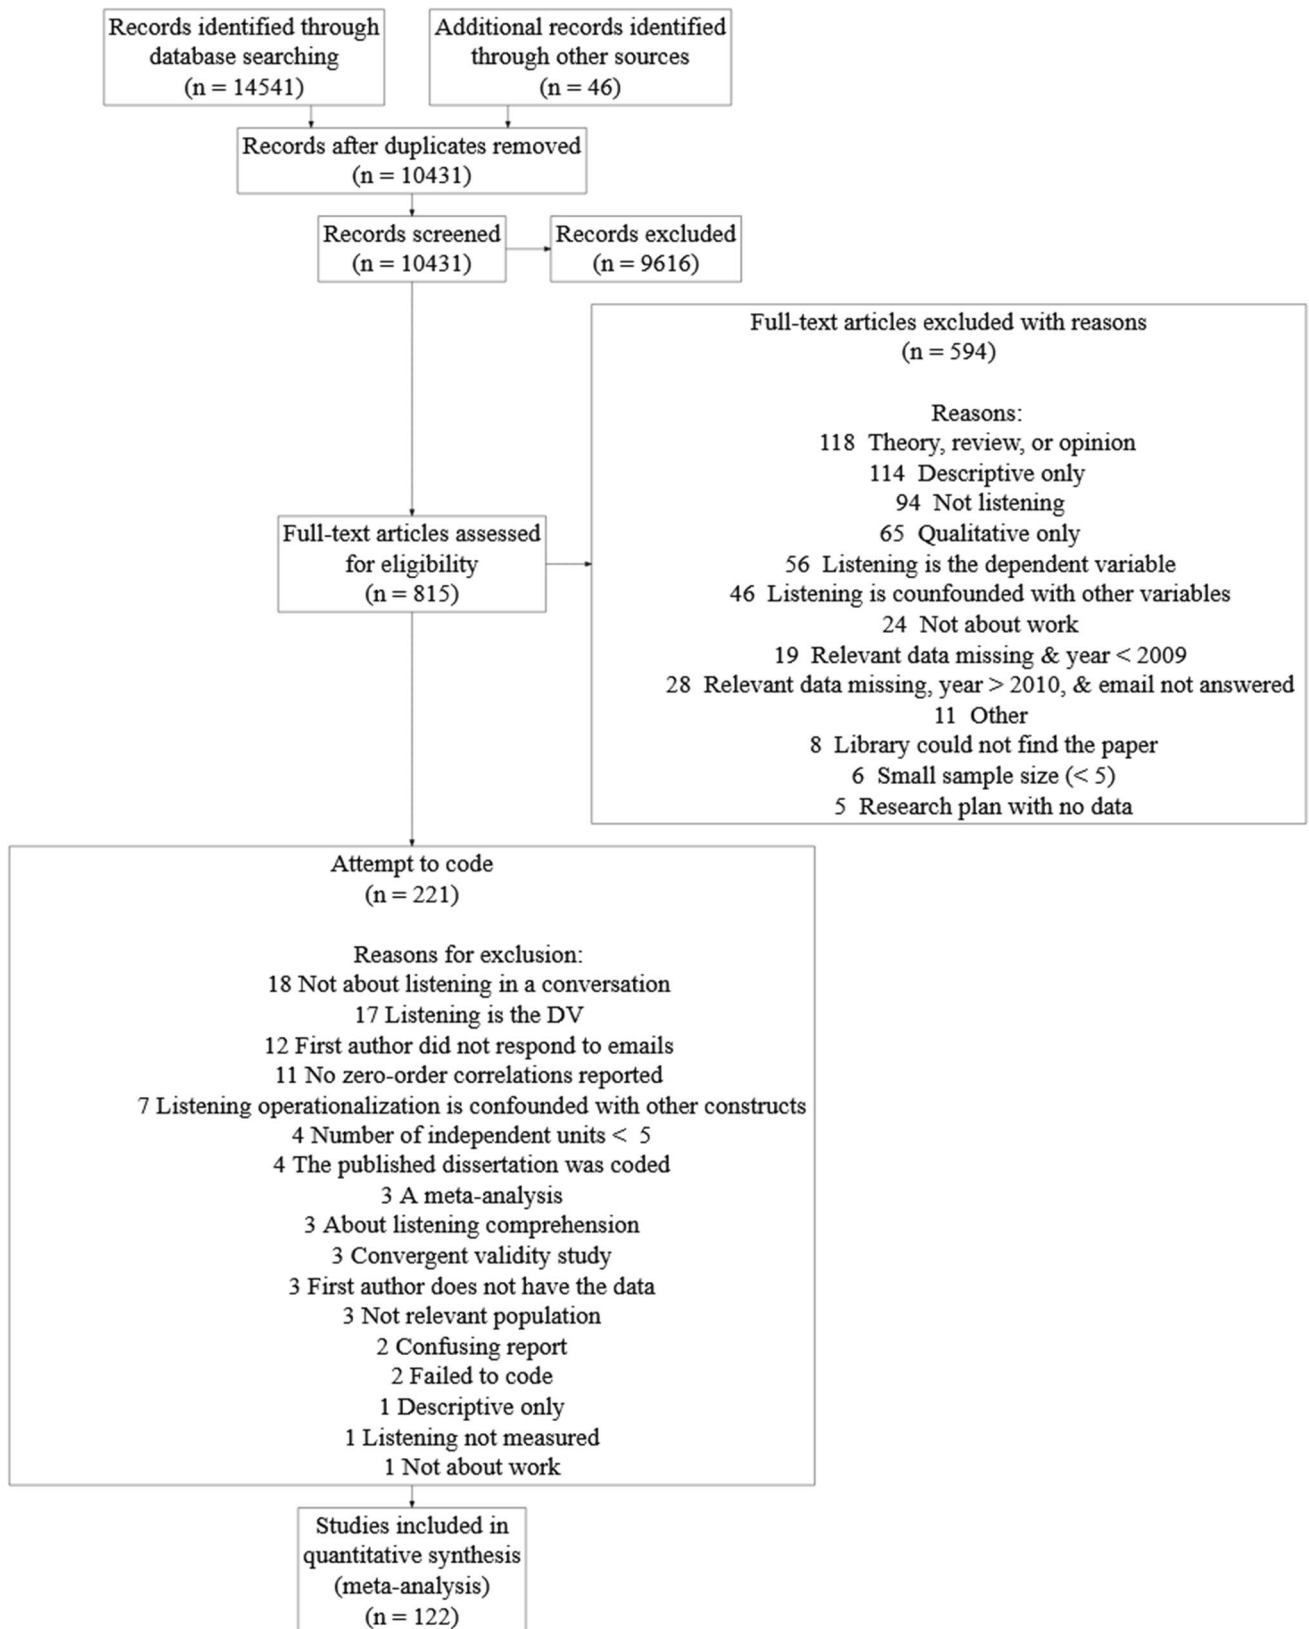 Records identified through
database searching
(n = 14541)
Additional records identified
through other sources
(n = 46)
Records after duplicates removed
(n = 10431)
Records screened
(n = 10431)
Records excluded
(n = 9616)
Full-text articles excluded with reasons
(n = 594)
Reasons:
118 Theory, review, or opinion
114 Descriptive only
94 Not listening
65 Qualitative only
56 Listening is the dependent variable
46 Listening is counfounded with other variables
24 Not about work
19 Relevant data missing & year < 2009
28 Relevant data missing, year > 2010, & email not answered
11 Other
8 Library could not find the paper
6 Small sample size (< 5)
5 Research plan with no data
Full-text articles assessed
for eligibility
(n = 815)
Attempt to code
(n = 221)
Reasons for exclusion:
18 Not about listening in a conversation
17 Listening is the DV
12 First author did not respond to emails
11 No zero-order correlations reported
7 Listening operationalization is confounded with other constructs
4 Number of independent units < 5
4 The published dissertation was coded
3 A meta-analysis
3 About listening comprehension
3 Convergent validity study
3 First author does not have the data
3 Not relevant population
2 Confusing report
2 Failed to code
1 Descriptive only
1 Listening not measured
1 Not about work
Studies included in
quantitative synthesis
(meta-analysis)
(n = 122)